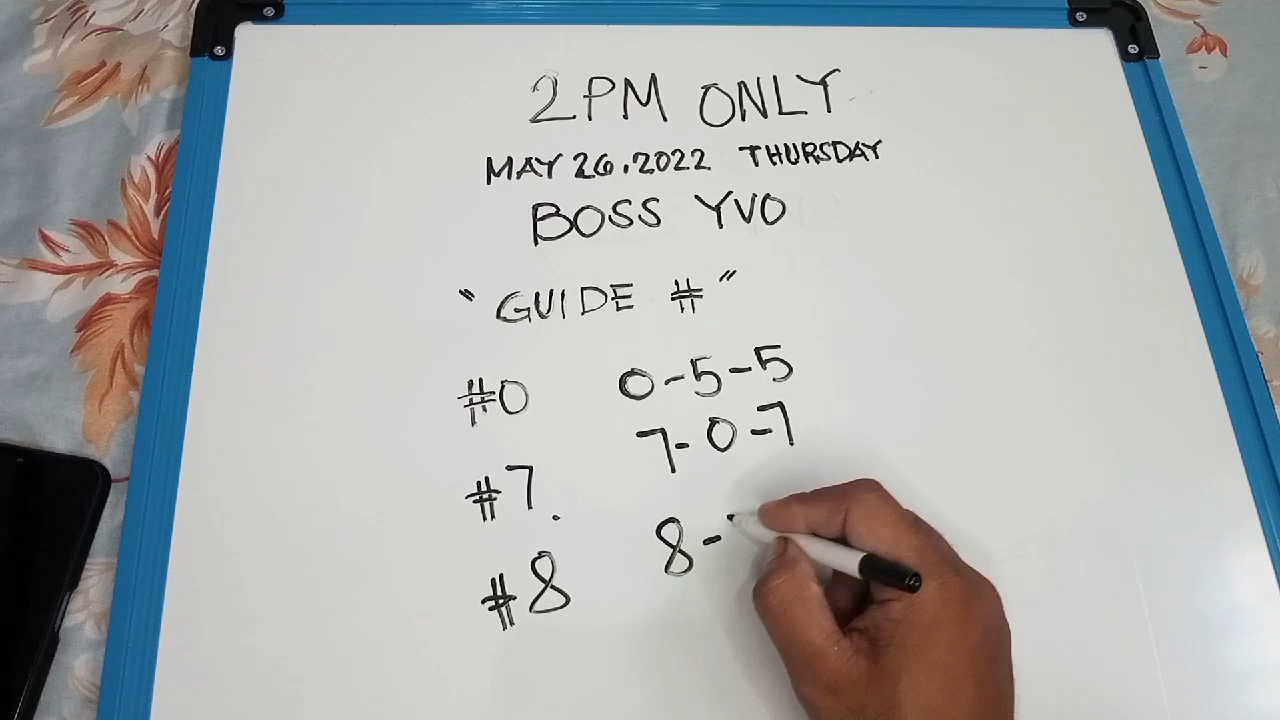 2PM ONLY
MAY 26.2022 THURSDAY
BOSS YVO
"GUIDE #"
#0 0-5-5
7-0-7
#7.
8-
#8